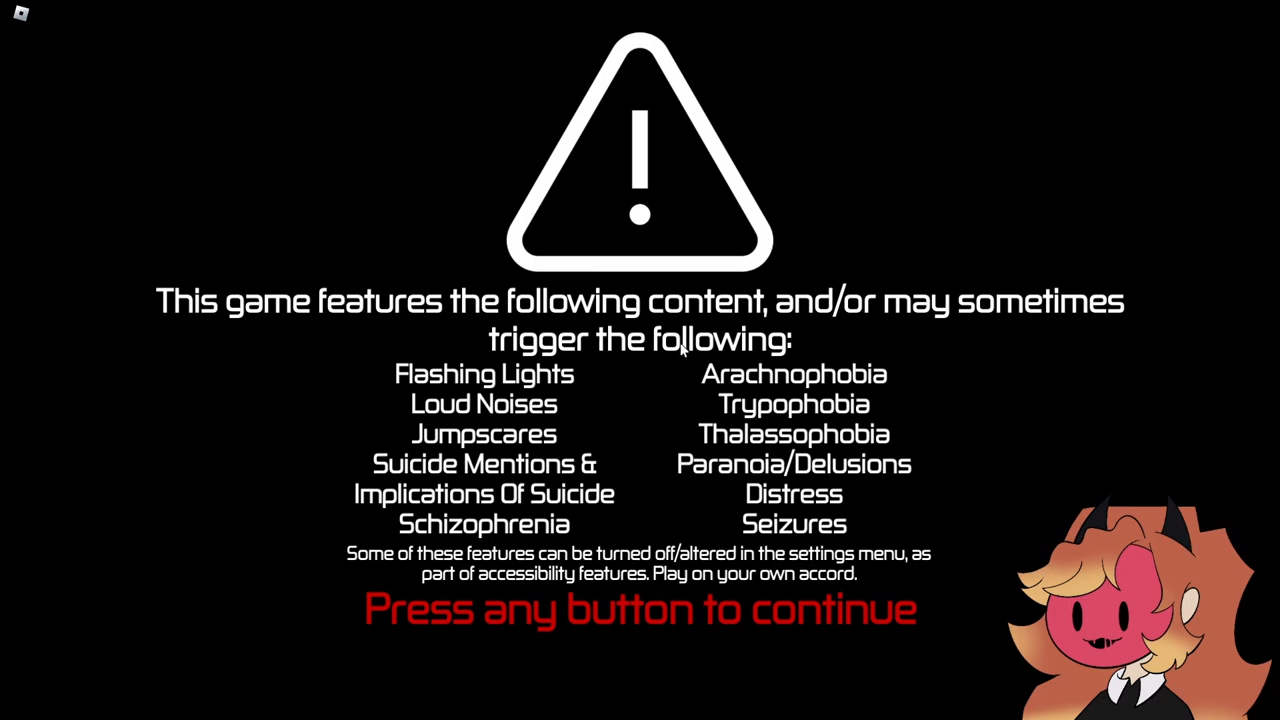 This game features the following content, and/or may sometimes
trigger the following:
Flashing Lights
Loud Noises
Jumpscares
Suicide Mentions &
Implications Of Suicide
Schizophrenia
Arachnophobia
Trypophobia
Thalassophobia
Paranoia/Delusions
Distress
Seizures
Some of these features can be turned off/altered in the settings menu, as
part of accessibility features. Play on your own accord.
Press any button to continue